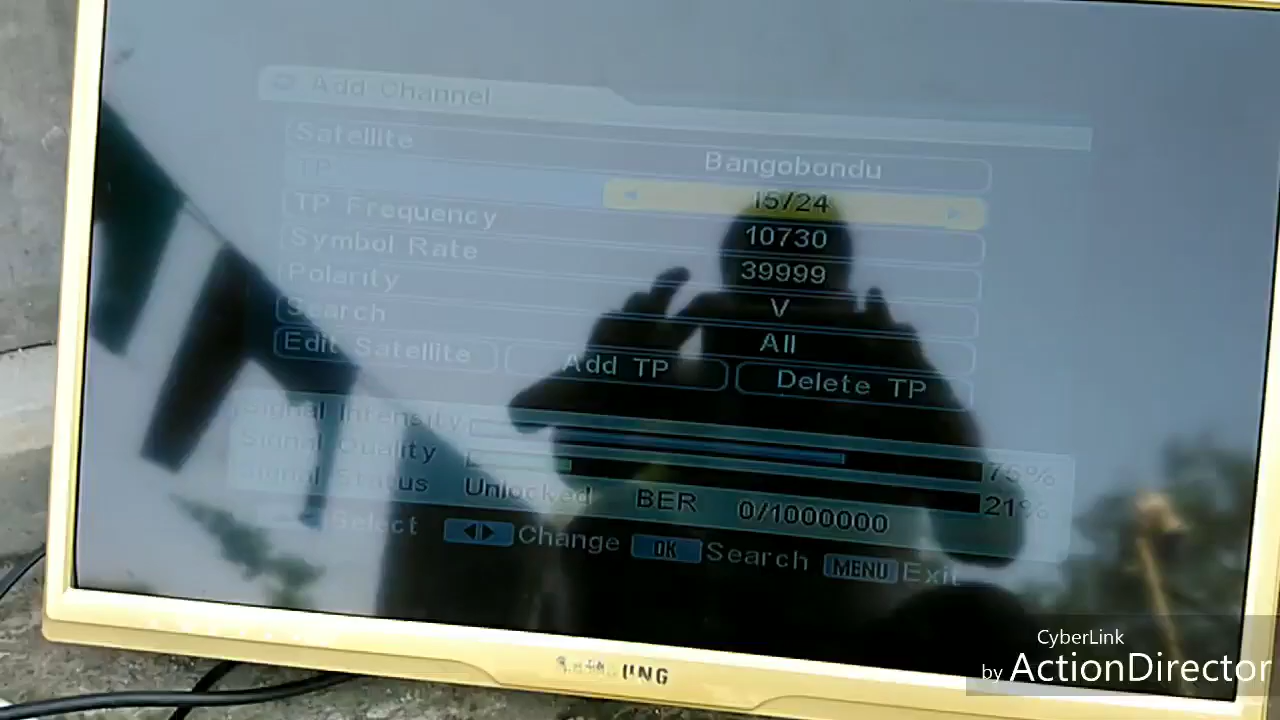 Add Channel
Satellite Bangobondu
TP 15/24
TP Frequency 10730
Symbol Rate 39999
Polarity V
Search All
Edit Satellite Add TP Delete TP
Signal Intensity 75%
Signal Quality 21%
Signal Status Unlocked BER 0/1000000
Select Change OK Search MENU Exit
UNG
CyberLink
by ActionDirector